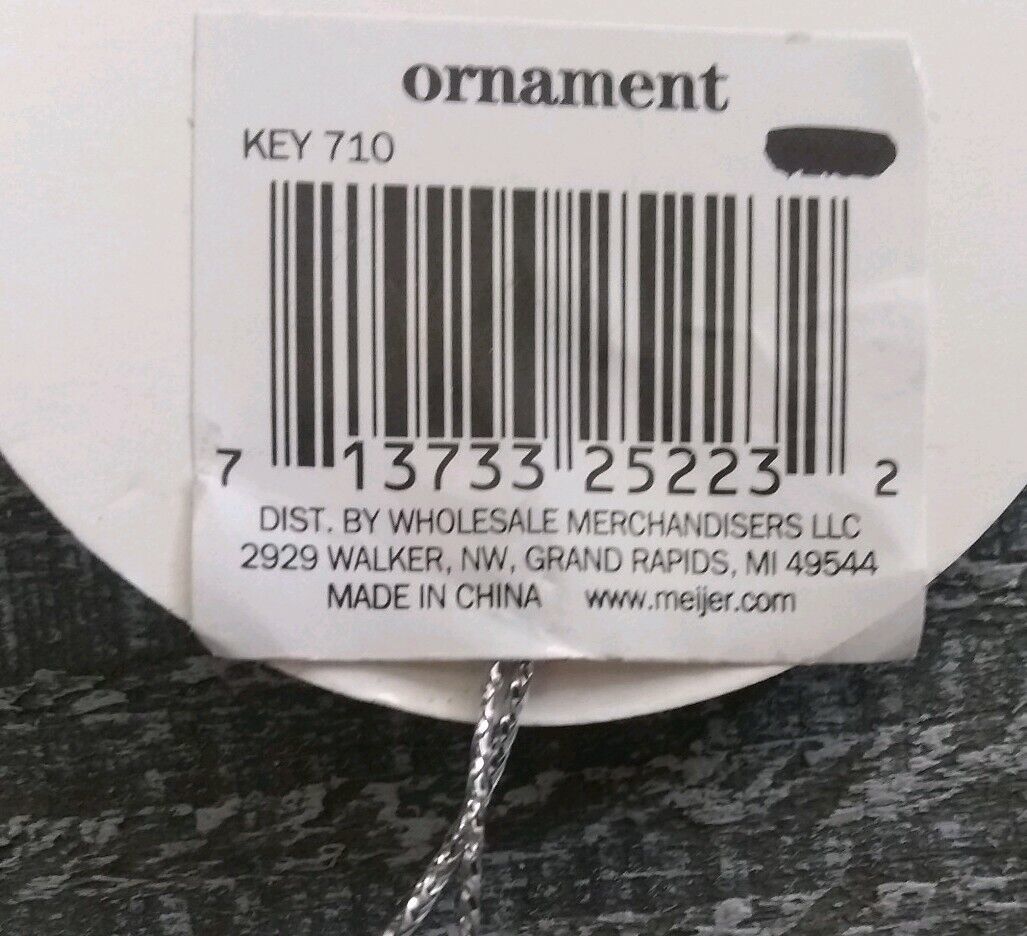 ornament
KEY 710
7 13733 25223 2
DIST. BY WHOLESALE MERCHANDISERS LLC
2929 WALKER, NW, GRAND RAPIDS, MI 49544
MADE IN CHINA www.meijer.com